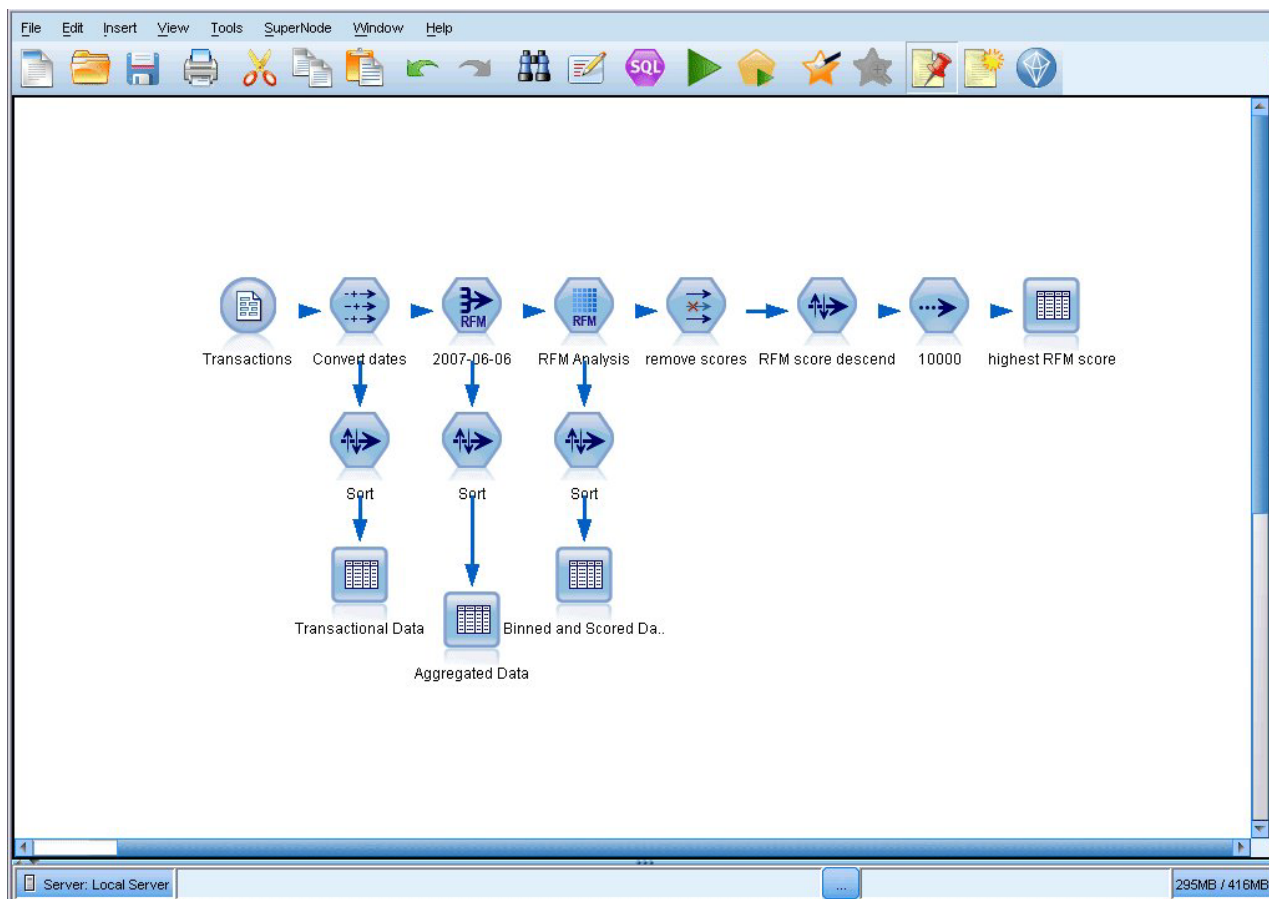 File Edit Insert View Tools SuperNode Window Help
SQL
RFM RFM
Transactions Convert dates 2007-06-06 RFM Analysis remove scores RFM score descend 10000 highest RFM score
Sort Sort Sort
Transactional Data Binned and Scored Da..
Aggregated Data
Server: Local Server ... 295MB / 416MB